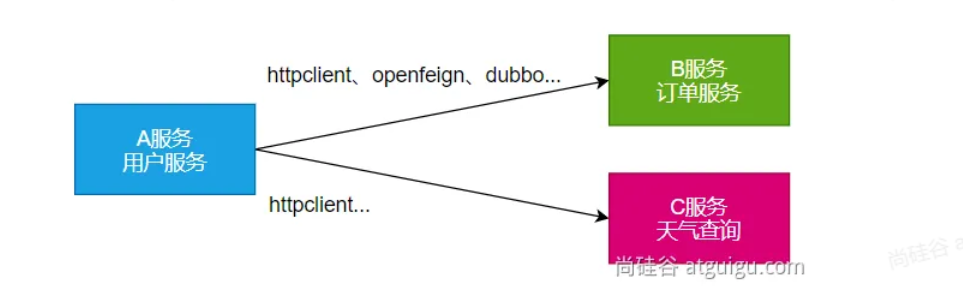 httpclient、openfeign、dubbo...
B服务
订单服务
A服务
用户服务
httpclient...
C服务
天气查询
尚硅谷 atguigu.com
尚硅谷 a